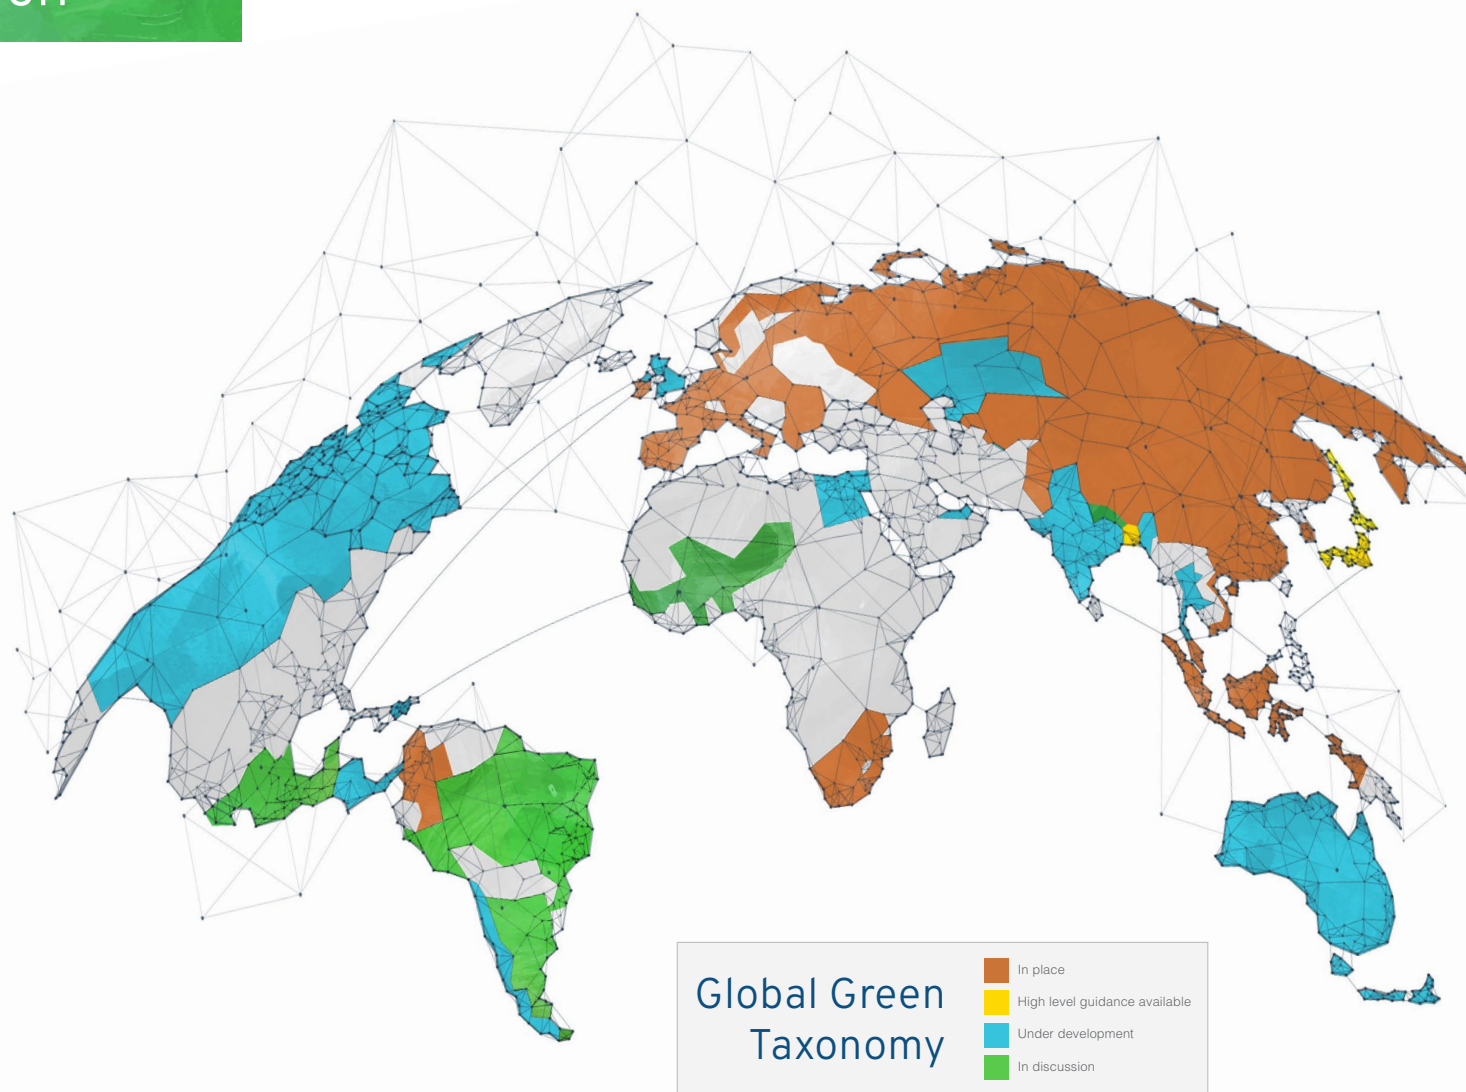 Global Green
Taxonomy
In place
High level guidance available
Under development
In discussion